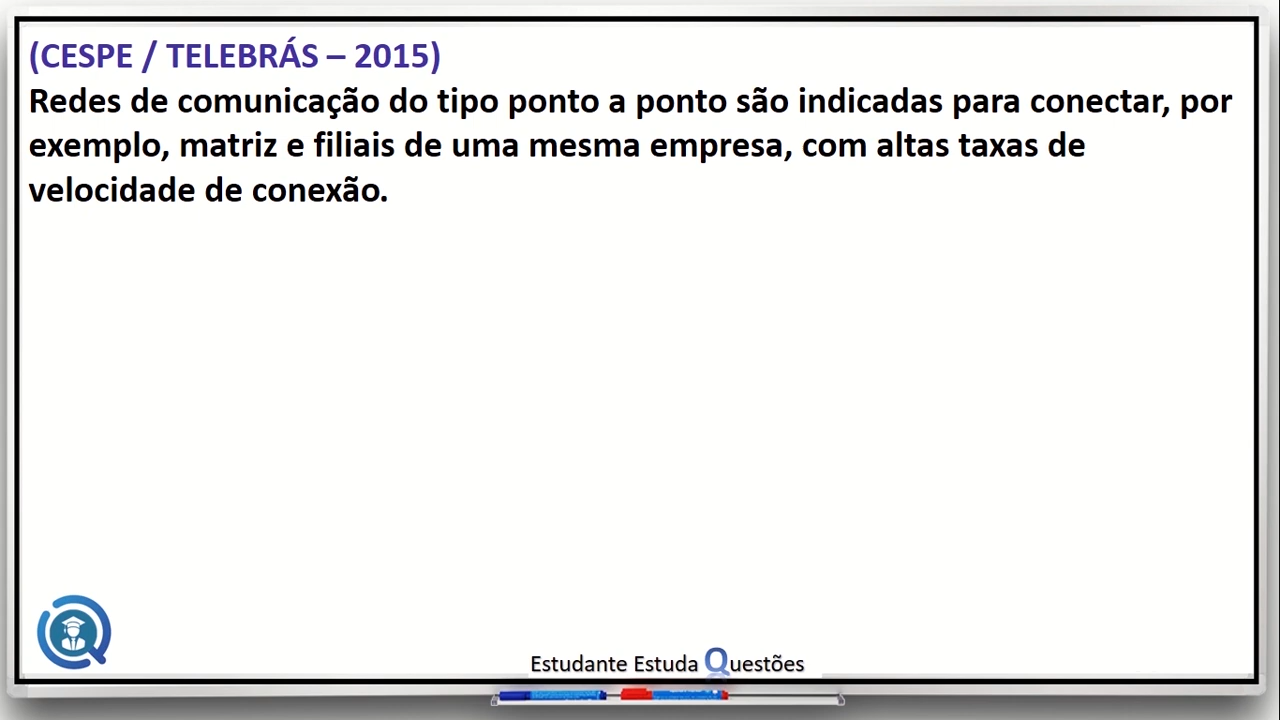 (CESPE / TELEBRÁS – 2015)
Redes de comunicação do tipo ponto a ponto são indicadas para conectar, por
exemplo, matriz e filiais de uma mesma empresa, com altas taxas de
velocidade de conexão.
Estudante Estuda Questões